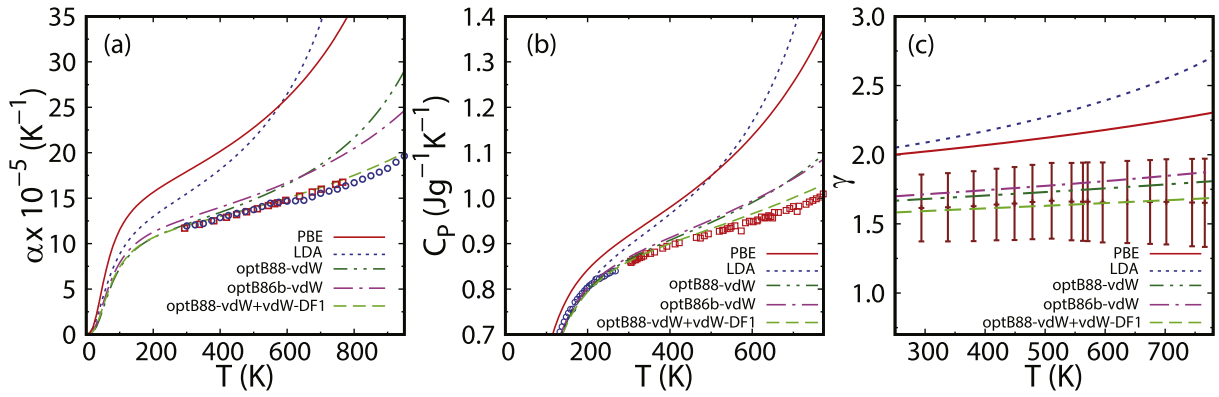 (a)
αx 10⁻⁵ (K⁻¹)
35
30
25
20
15
10
5
0
PBE
LDA
optB88-vdW
optB86b-vdW
optB88-vdW+vdW-DF1
0 200 400 600 800
T (K)
(b)
Cₚ (Jg⁻¹K⁻¹)
1.4
1.3
1.2
1.1
1.0
0.9
0.8
0.7
PBE
LDA
optB88-vdW
optB86b-vdW
optB88-vdW+vdW-DF1
0 200 400 600
T (K)
(c)
γ
3.0
2.5
2.0
1.5
1.0
PBE
LDA
optB88-vdW
optB86b-vdW
optB88-vdW+vdW-DF1
300 400 500 600 700
T (K)